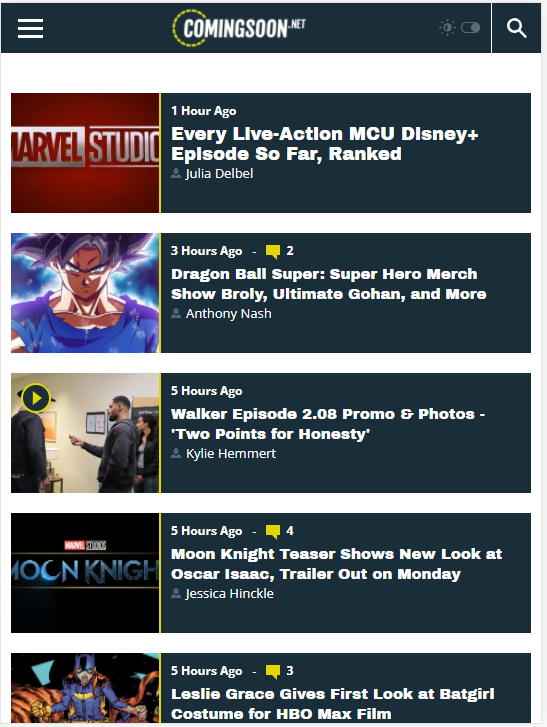 COMINGSOON.NET
MARVEL STUDIO
1 Hour Ago
Every Live-Action MCU Disney+
Episode So Far, Ranked
Julia Delbel
3 Hours Ago - 2
Dragon Ball Super: Super Hero Merch
Show Broly, Ultimate Gohan, and More
Anthony Nash
5 Hours Ago
Walker Episode 2.08 Promo & Photos -
'Two Points for Honesty'
Kylie Hemmert
MARVEL STUDIOS
MOON KNIGH
5 Hours Ago - 4
Moon Knight Teaser Shows New Look at
Oscar Isaac, Trailer Out on Monday
Jessica Hinckle
5 Hours Ago - 3
Leslie Grace Gives First Look at Batgirl
Costume for HBO Max Film